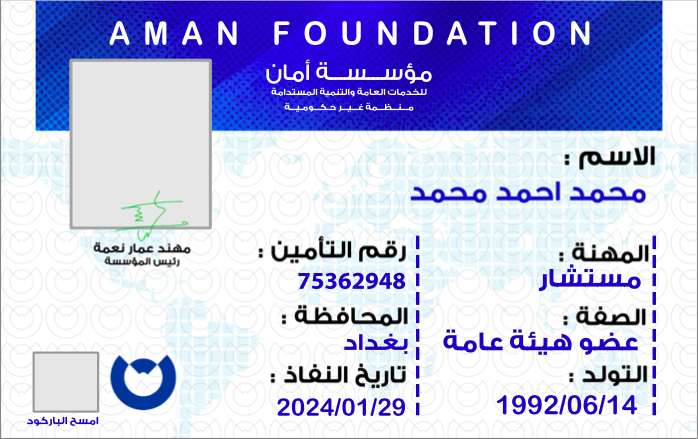 AMAN FOUNDATION
مؤسسة أمان
للخدمات العامة والتنمية المستدامة
منظمة غير حكومية
الاسم :
محمد احمد محمد
المهنة :
مستشار
الصفة :
عضو هيئة عامة
التولد :
1992/06/14
رقم التأمين :
75362948
المحافظة :
بغداد
تاريخ النفاذ :
2024/01/29
مهند عمار نعمة
رئيس المؤسسة
امسح الباركود